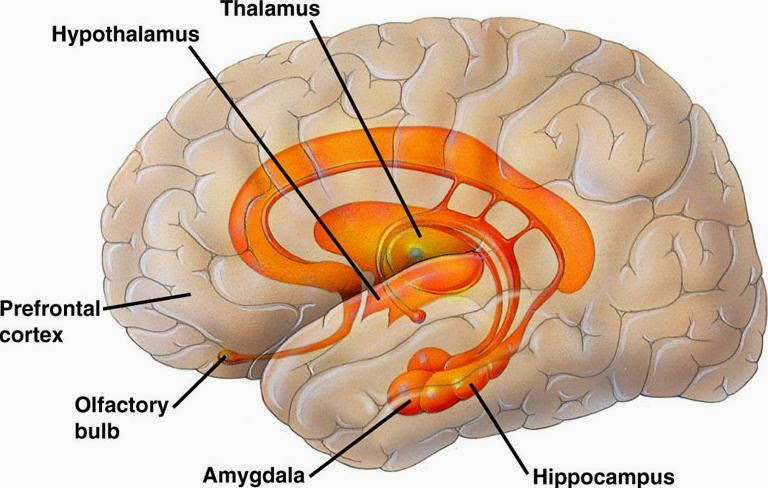 Thalamus
Hypothalamus
Prefrontal
cortex
Olfactory
bulb
Amygdala
Hippocampus